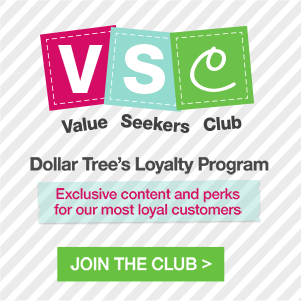 VSC
Value Seekers Club
Dollar Tree's Loyalty Program
Exclusive content and perks
for our most loyal customers
JOIN THE CLUB >